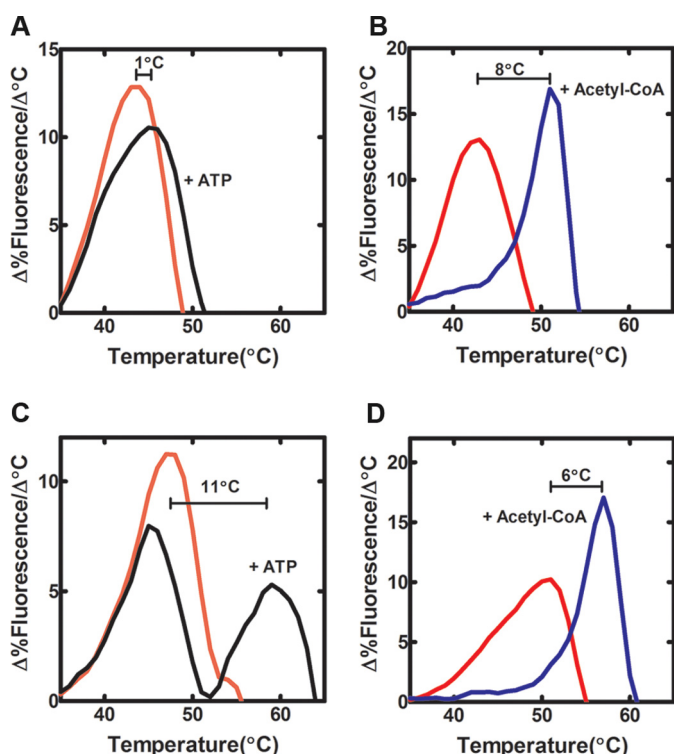 A
Δ%Fluorescence/Δ°C
15
10
5
0
1°C
+ ATP
40 50 60
Temperature(°C)
B
Δ%Fluorescence/Δ°C
20
15
10
5
0
8°C
+ Acetyl-CoA
40 50 60
Temperature(°C)
C
Δ%Fluorescence/Δ°C
10
5
0
11°C
+ ATP
40 50 60
Temperature(°C)
D
Δ%Fluorescence/Δ°C
20
15
10
5
0
6°C
+ Acetyl-CoA
40 50 60
Temperature(°C)